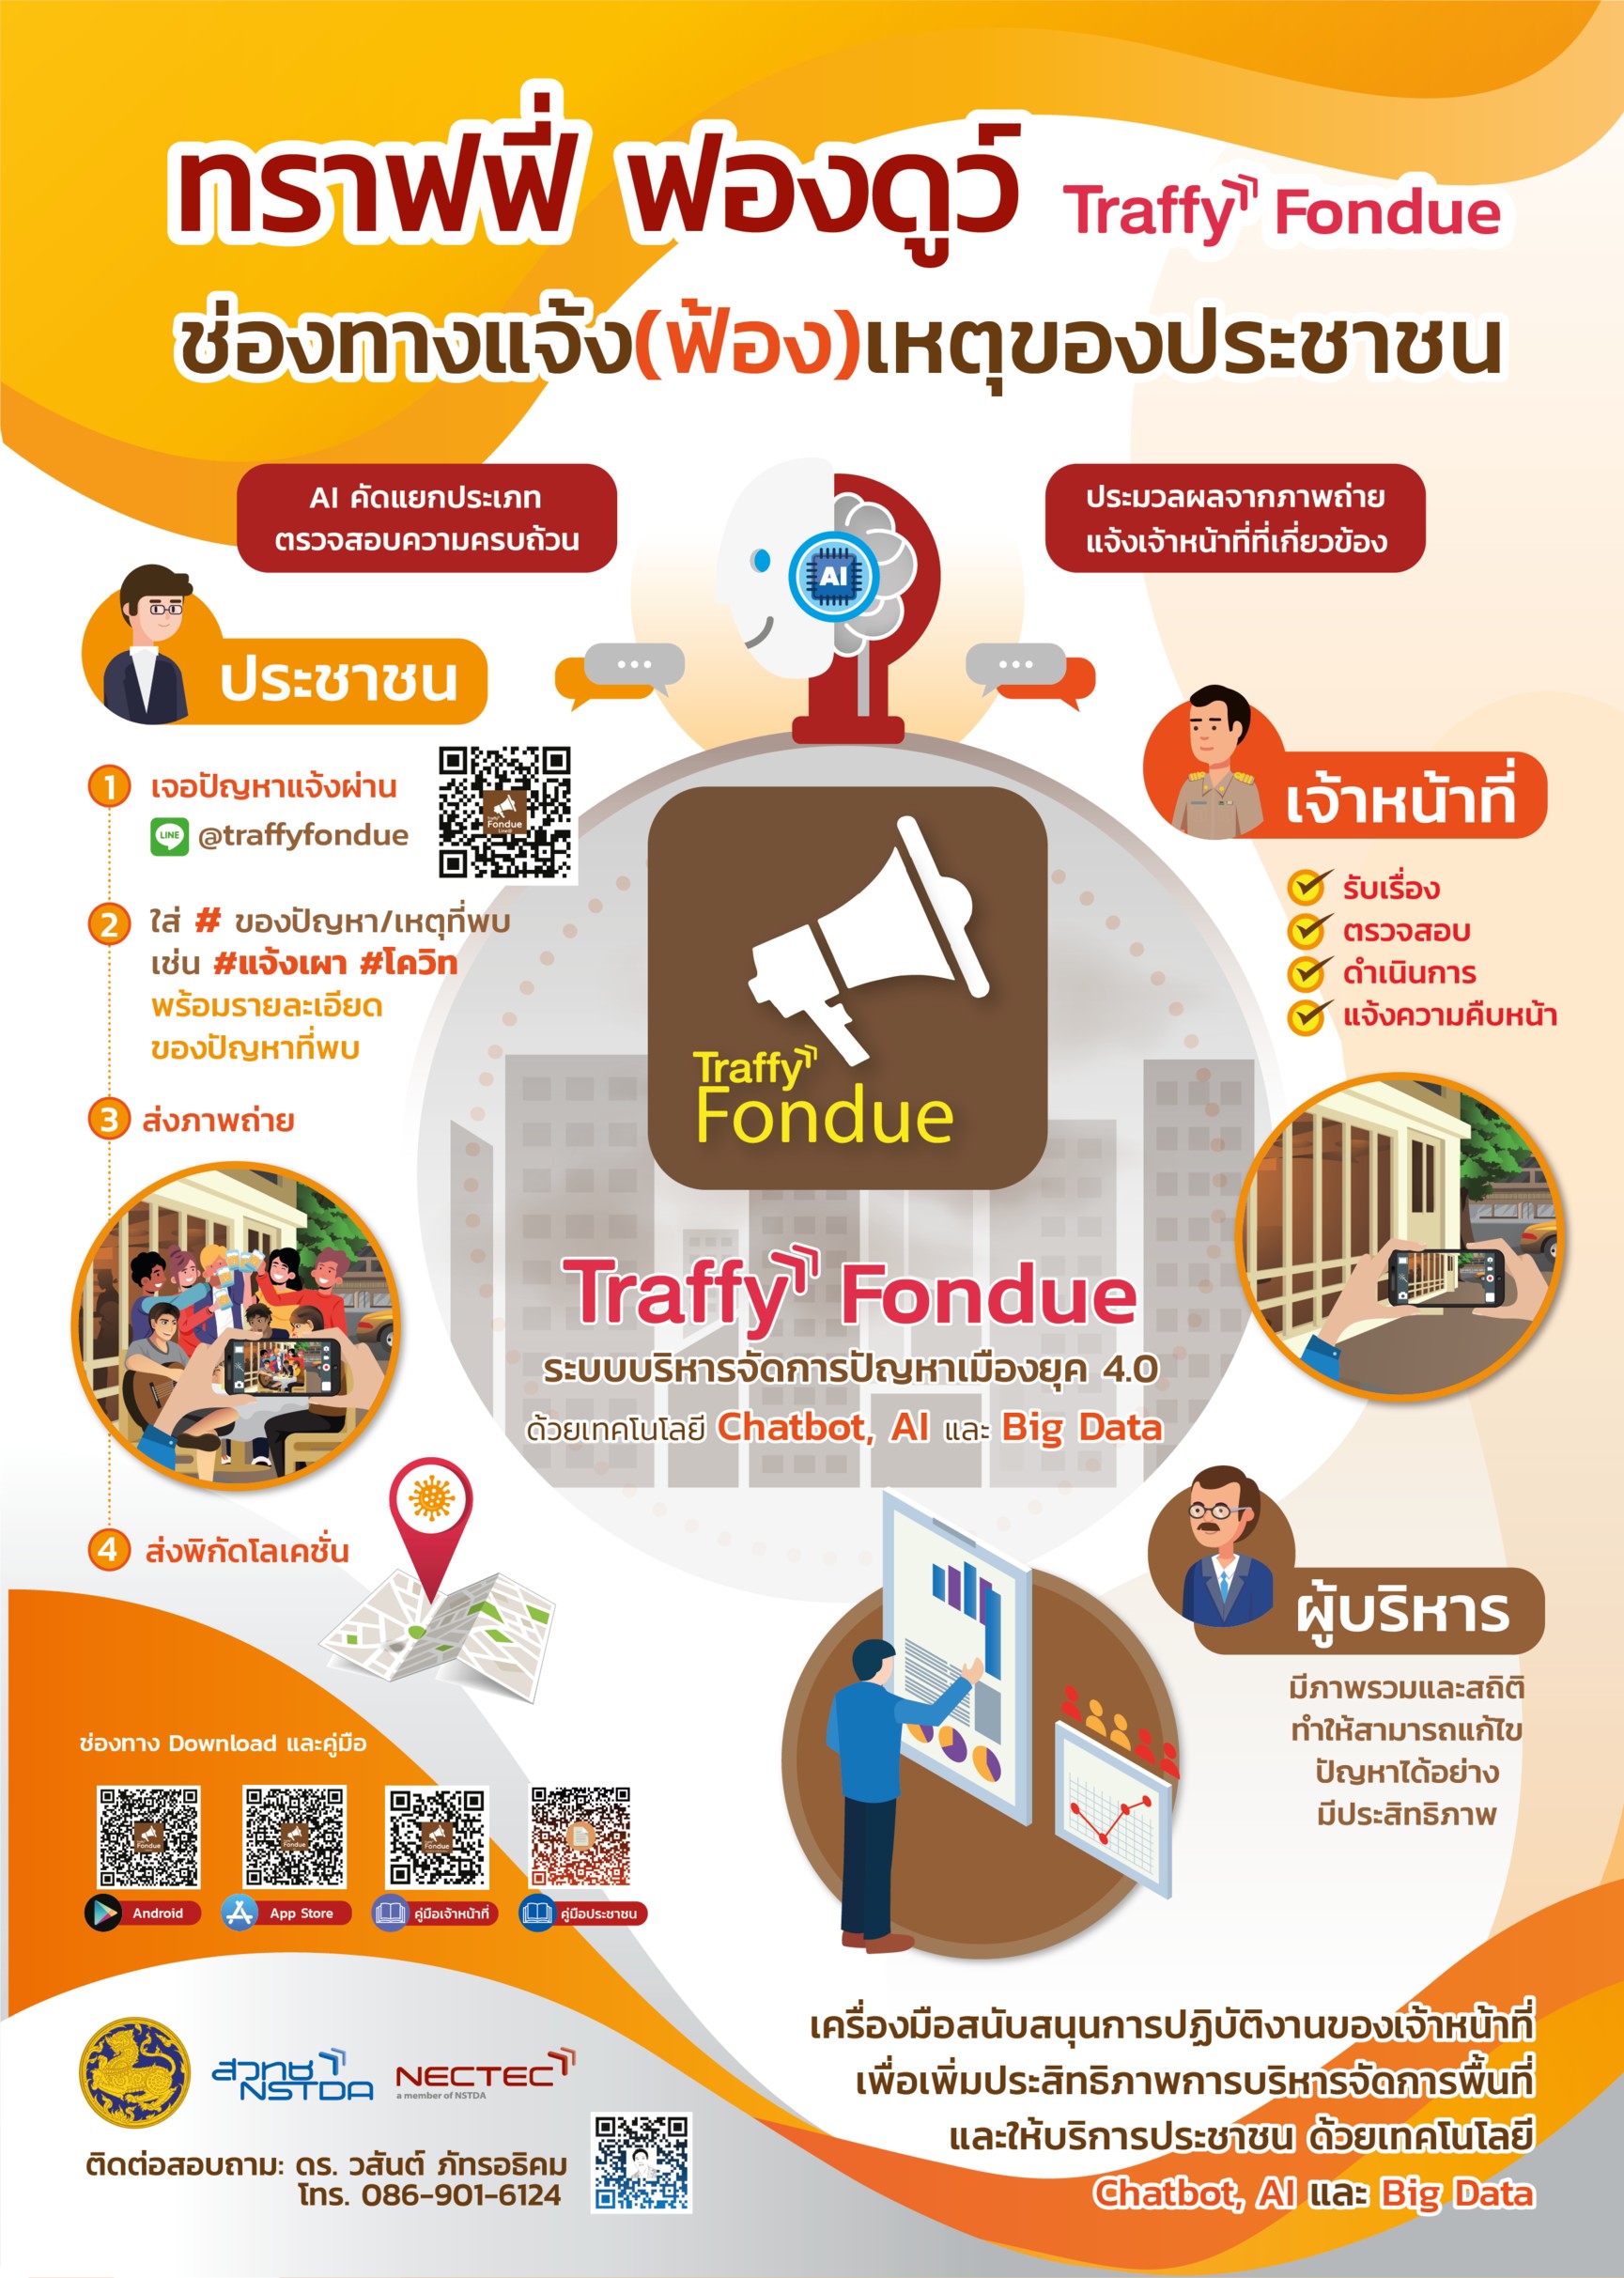 ทราฟฟี่ ฟองดูว์ Traffy Fondue
ช่องทางแจ้ง(ฟ้อง)เหตุของประชาชน
AI คัดแยกประเภท
ตรวจสอบความครบถ้วน
ประมวลผลจากภาพถ่าย
แจ้งเจ้าหน้าที่ที่เกี่ยวข้อง
AI
ประชาชน
1 เจอปัญหาแจ้งผ่าน
LINE @traffyfondue
2 ใส่ # ของปัญหา/เหตุที่พบ
เช่น #แจ้งเผา #โควิท
พร้อมรายละเอียด
ของปัญหาที่พบ
3 ส่งภาพถ่าย
4 ส่งพิกัดโลเคชั่น
เจ้าหน้าที่
รับเรื่อง
ตรวจสอบ
ดำเนินการ
แจ้งความคืบหน้า
Traffy
Fondue
Traffy Fondue
ระบบบริหารจัดการปัญหาเมืองยุค 4.0
ด้วยเทคโนโลยี Chatbot, AI และ Big Data
ผู้บริหาร
มีภาพรวมและสถิติ
ทำให้สามารถแก้ไข
ปัญหาได้อย่าง
มีประสิทธิภาพ
ช่องทาง Download และคู่มือ
Fondue
Fondue
Fondue
Android
App Store
คู่มือเจ้าหน้าที่
คู่มือประชาชน
สวทช
NSTDA
NECTEC
a member of NSTDA
ติดต่อสอบถาม: ดร. วสันต์ ภัทรอธิคม
โทร. 086-901-6124
เครื่องมือสนับสนุนการปฏิบัติงานของเจ้าหน้าที่
เพื่อเพิ่มประสิทธิภาพการบริหารจัดการพื้นที่
และให้บริการประชาชน ด้วยเทคโนโลยี
Chatbot, AI และ Big Data